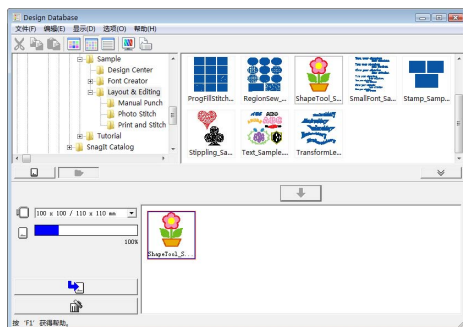 Design Database
文件(F) 编辑(E) 显示(D) 选项(O) 帮助(H)
Sample
Design Center
Font Creator
Layout & Editing
Manual Punch
Photo Stitch
Print and Stitch
Tutorial
SnagIt Catalog
ProgFillStitch... RegionSew_... ShapeTool_S... SmallFont_Sa... Stamp_Samp...
Stippling_Sa... Text_Sample.... TransformLe...
100 x 100 / 110 x 110 mm
100%
ShapeTool_S...
按 'F1' 获得帮助。